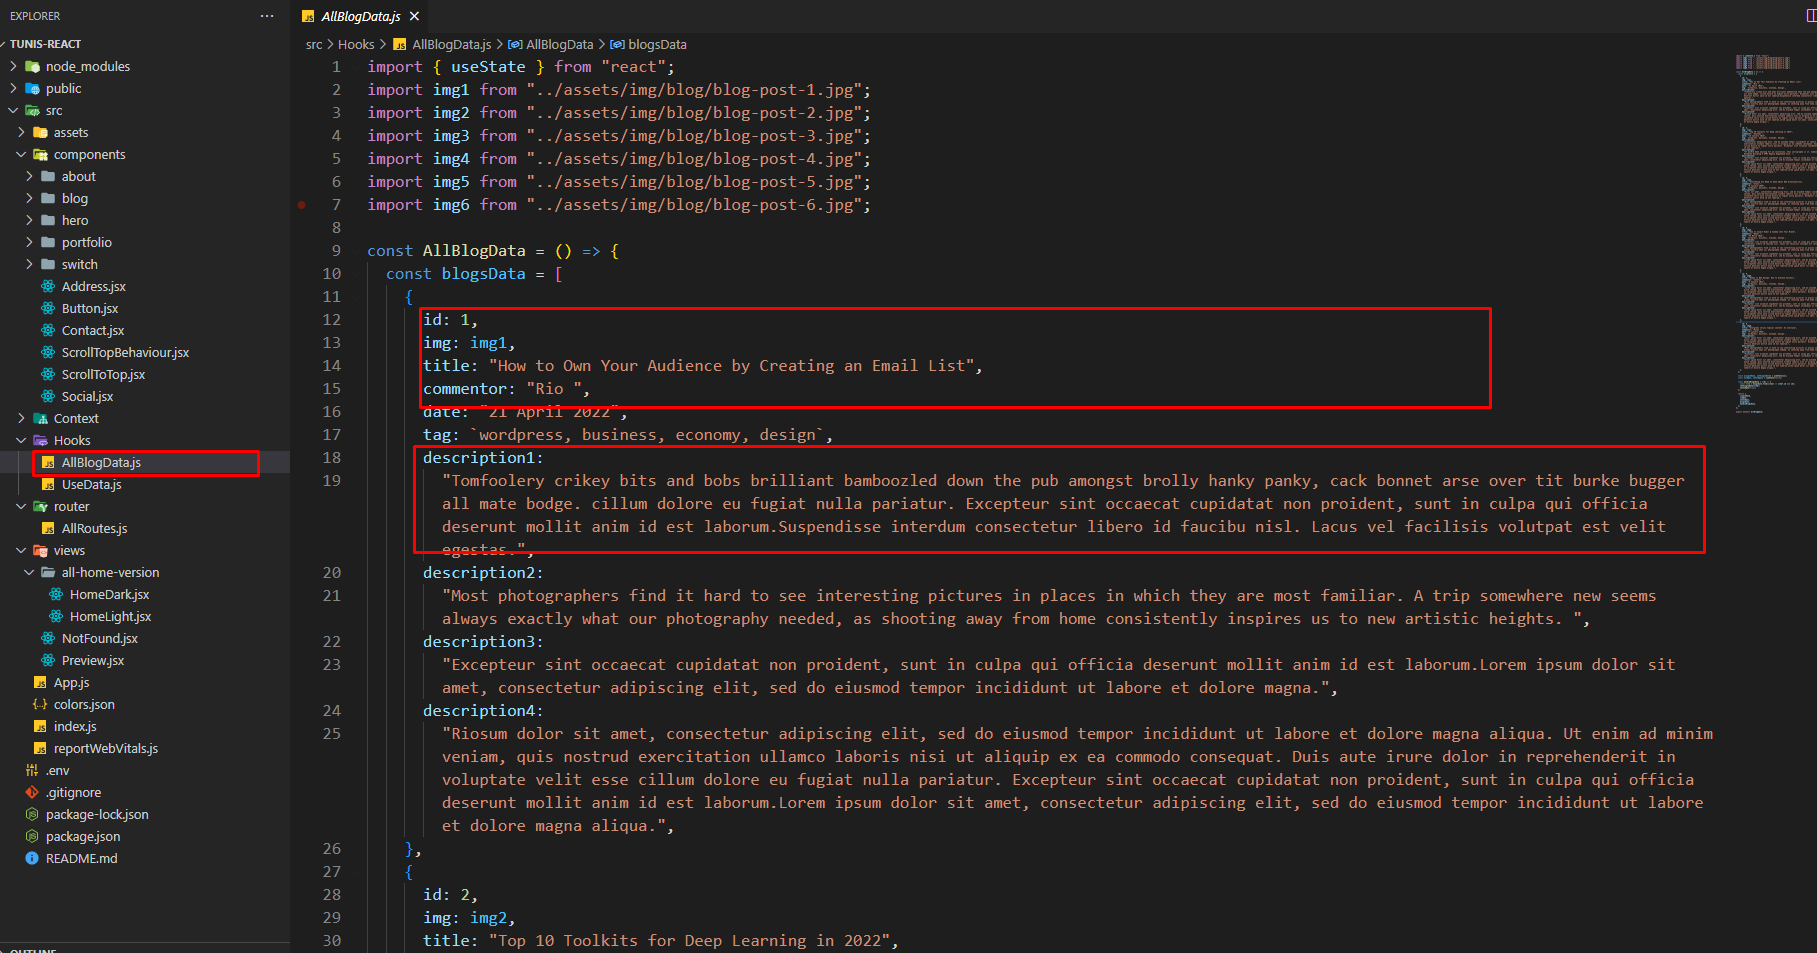 EXPLORER
TUNIS-REACT
node_modules
public
src
assets
components
about
blog
hero
portfolio
switch
Address.jsx
Button.jsx
Contact.jsx
ScrollTopBehaviour.jsx
ScrollToTop.jsx
Social.jsx
Context
Hooks
AllBlogData.js
UseData.js
router
AllRoutes.js
views
all-home-version
HomeDark.jsx
HomeLight.jsx
NotFound.jsx
Preview.jsx
App.js
colors.json
index.js
reportWebVitals.js
.env
.gitignore
package-lock.json
package.json
README.md
OUTLINE
AllBlogData.js
src > Hooks > AllBlogData.js > AllBlogData > blogsData
1 import { useState } from "react";
2 import img1 from "../assets/img/blog/blog-post-1.jpg";
3 import img2 from "../assets/img/blog/blog-post-2.jpg";
4 import img3 from "../assets/img/blog/blog-post-3.jpg";
5 import img4 from "../assets/img/blog/blog-post-4.jpg";
6 import img5 from "../assets/img/blog/blog-post-5.jpg";
7 import img6 from "../assets/img/blog/blog-post-6.jpg";
8
9 const AllBlogData = () => {
10 const blogsData = [
11 {
12 id: 1,
13 img: img1,
14 title: "How to Own Your Audience by Creating an Email List",
15 commentor: "Rio ",
16 date: "21 April 2022",
17 tag: `wordpress, business, economy, design`,
18 description1:
19 "Tomfoolery crikey bits and bobs brilliant bamboozled down the pub amongst brolly hanky panky, cack bonnet arse over tit burke bugger
all mate bodge. cillum dolore eu fugiat nulla pariatur. Excepteur sint occaecat cupidatat non proident, sunt in culpa qui officia
deserunt mollit anim id est laborum.Suspendisse interdum consectetur libero id faucibu nisl. Lacus vel facilisis volutpat est velit
egestas.",
20 description2:
21 "Most photographers find it hard to see interesting pictures in places in which they are most familiar. A trip somewhere new seems
always exactly what our photography needed, as shooting away from home consistently inspires us to new artistic heights. ",
22 description3:
23 "Excepteur sint occaecat cupidatat non proident, sunt in culpa qui officia deserunt mollit anim id est laborum.Lorem ipsum dolor sit
amet, consectetur adipiscing elit, sed do eiusmod tempor incididunt ut labore et dolore magna.",
24 description4:
25 "Riosum dolor sit amet, consectetur adipiscing elit, sed do eiusmod tempor incididunt ut labore et dolore magna aliqua. Ut enim ad minim
veniam, quis nostrud exercitation ullamco laboris nisi ut aliquip ex ea commodo consequat. Duis aute irure dolor in reprehenderit in
voluptate velit esse cillum dolore eu fugiat nulla pariatur. Excepteur sint occaecat cupidatat non proident, sunt in culpa qui officia
deserunt mollit anim id est laborum.Lorem ipsum dolor sit amet, consectetur adipiscing elit, sed do eiusmod tempor incididunt ut labore
et dolore magna aliqua.",
26 },
27 {
28 id: 2,
29 img: img2,
30 title: "Top 10 Toolkits for Deep Learning in 2022",